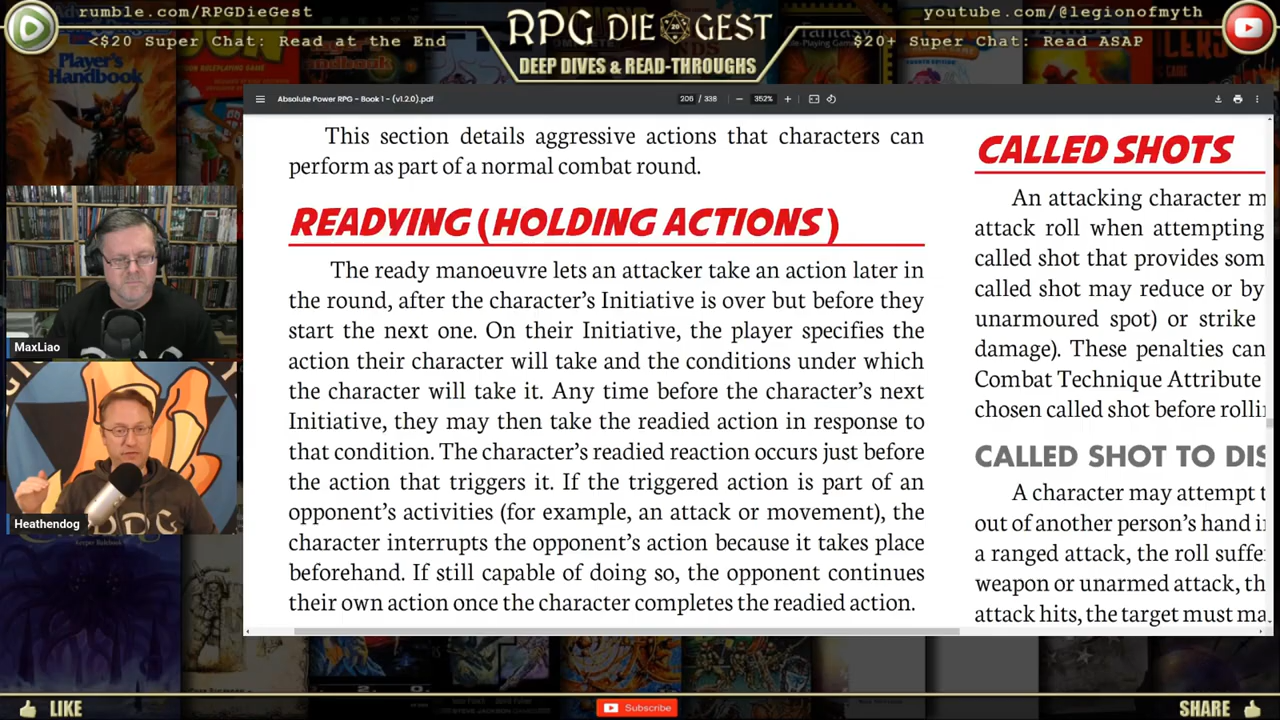 rumble.com/RPGDieGest
<$20 Super Chat: Read at the End
RPG DIE GEST
DEEP DIVES & READ-THROUGHS
youtube.com/@legionofmyth
$20+ Super Chat: Read ASAP
Player's
Handbook
Absolute Power RPG - Book 1 - (v1.2.0).pdf
206 / 338
352%
This section details aggressive actions that characters can
perform as part of a normal combat round.
READYING (HOLDING ACTIONS)
The ready manoeuvre lets an attacker take an action later in
the round, after the character's Initiative is over but before they
start the next one. On their Initiative, the player specifies the
action their character will take and the conditions under which
the character will take it. Any time before the character's next
Initiative, they may then take the readied action in response to
that condition. The character's readied reaction occurs just before
the action that triggers it. If the triggered action is part of an
opponent's activities (for example, an attack or movement), the
character interrupts the opponent's action because it takes place
beforehand. If still capable of doing so, the opponent continues
their own action once the character completes the readied action.
CALLED SHOTS
An attacking character m
attack roll when attempting
called shot that provides som
called shot may reduce or by
unarmoured spot) or strike
damage). These penalties can
Combat Technique Attribute
chosen called shot before rolli
CALLED SHOT TO DIS
A character may attempt t
out of another person's hand i
a ranged attack, the roll suffe
weapon or unarmed attack, th
attack hits, the target must ma
MaxLiao
Heathendog
LIKE
Subscribe
SHARE